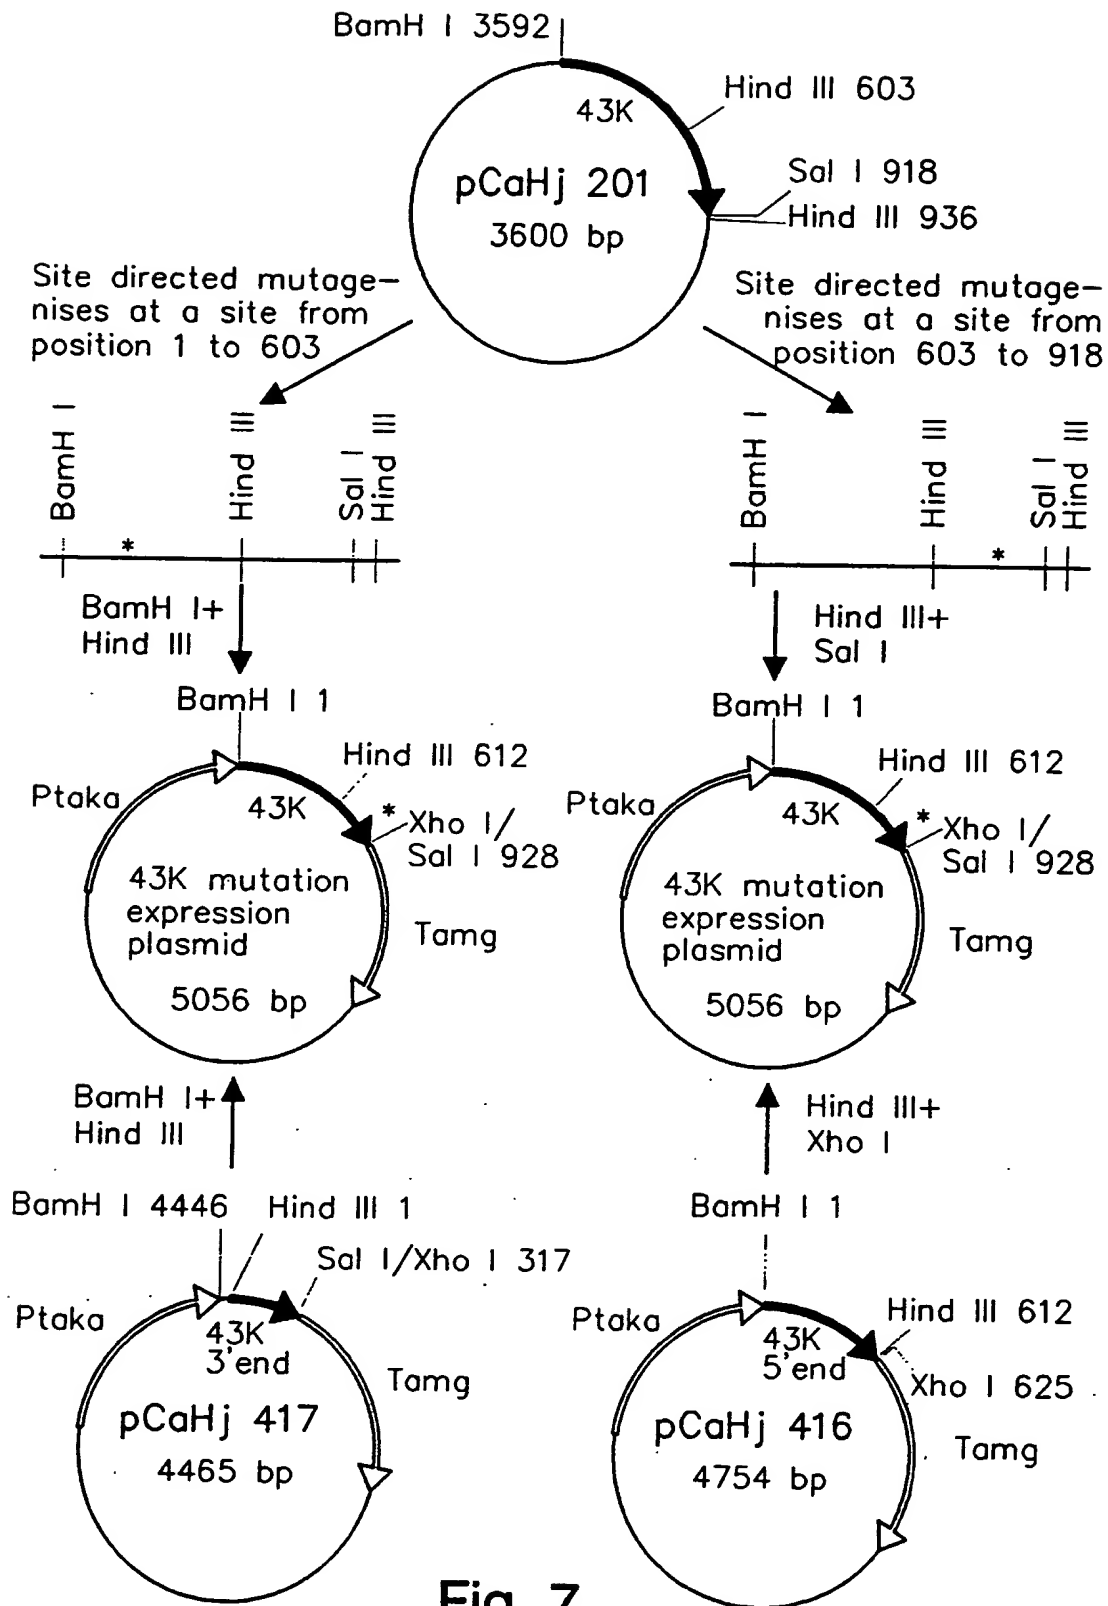 BamH I 3592
Hind III 603
43K
pCaHj 201
3600 bp
Sal I 918
Hind III 936
Site directed mutage-
nises at a site from
position 1 to 603
Site directed mutage-
nises at a site from
position 603 to 918
BamH I
Hind III
Sal I
Hind III
*
BamH I
Hind III
Sal I
Hind III
*
BamH I+
Hind III
Hind III+
Sal I
BamH I 1
Hind III 612
Ptaka
43K
* Xho I/
Sal I 928
43K mutation
expression
plasmid
Tamg
5056 bp
BamH I 1
Hind III 612
Ptaka
43K
* Xho I/
Sal I 928
43K mutation
expression
plasmid
Tamg
5056 bp
BamH I+
Hind III
Hind III+
Xho I
BamH I 4446
Hind III 1
Sal I/Xho I 317
Ptaka
43K
3'end
Tamg
pCaHj 417
4465 bp
BamH I 1
Ptaka
43K
5'end
Hind III 612
Xho I 625
pCaHj 416
Tamg
4754 bp
Fig. 7